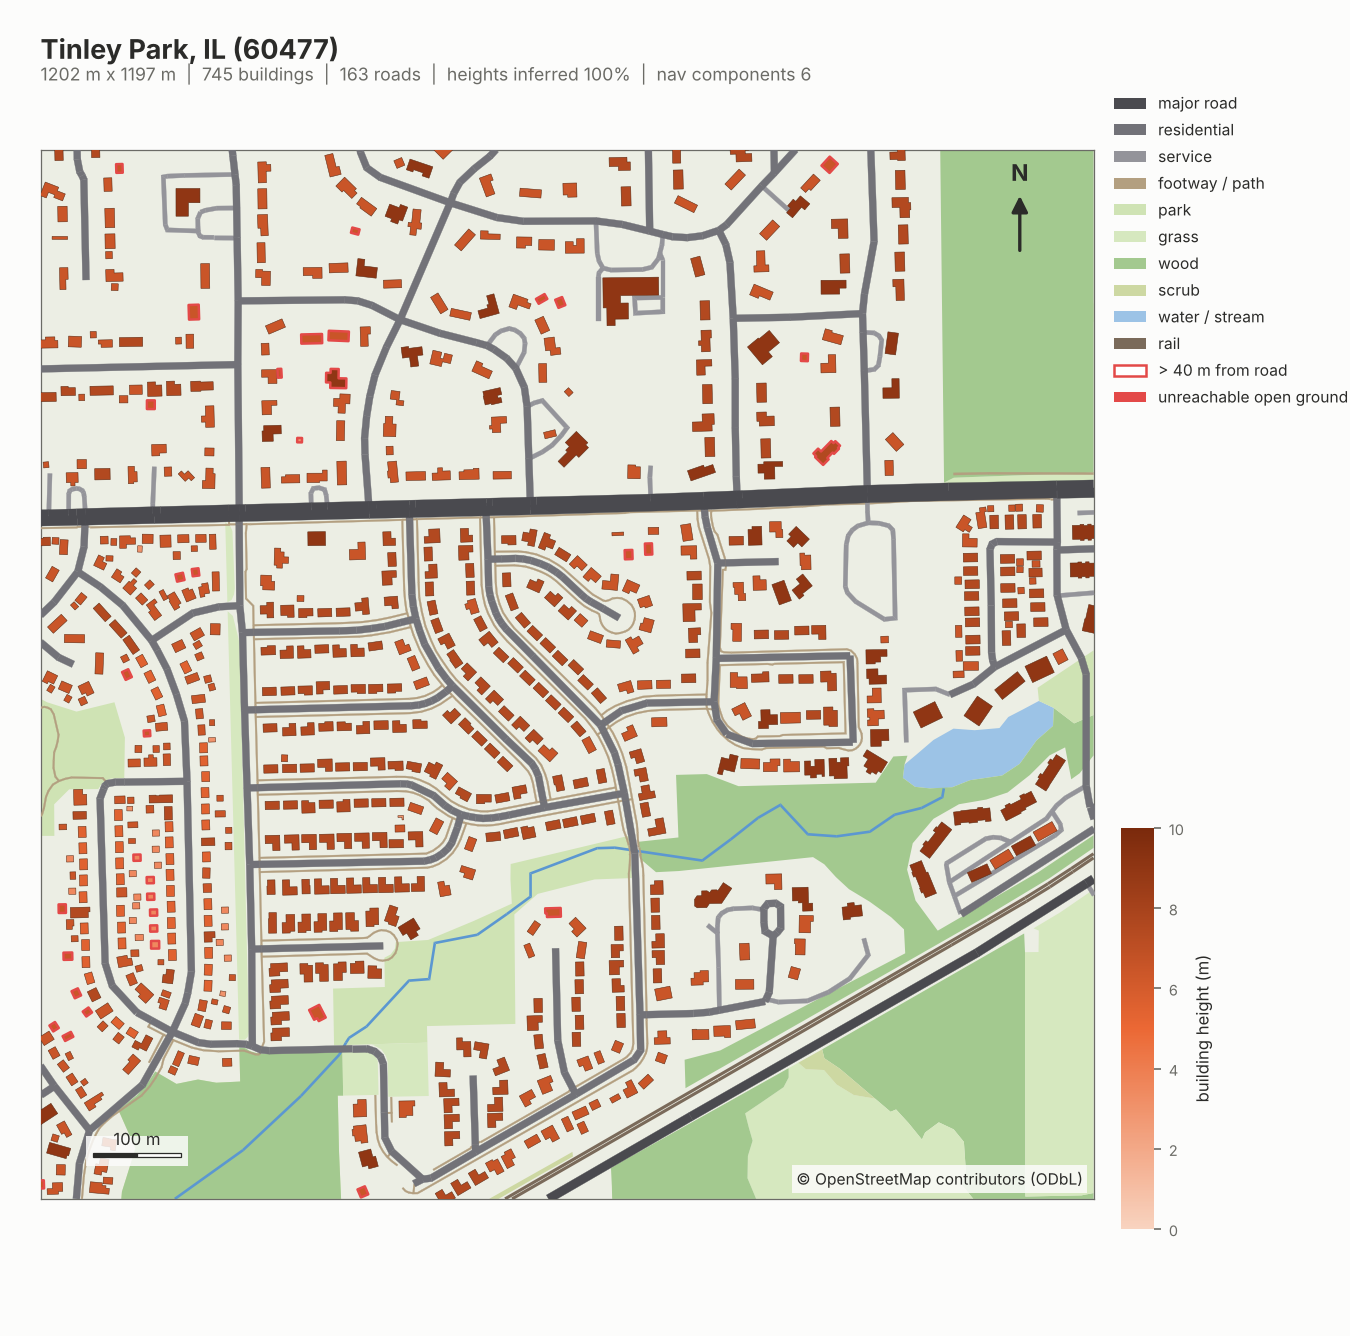 Tinley Park, IL (60477)
1202 m x 1197 m │ 745 buildings │ 163 roads │ heights inferred 100% │ nav components 6
major road
residential
service
footway / path
park
grass
wood
scrub
water / stream
rail
> 40 m from road
unreachable open ground
N
10
8
6
4
2
0
building height (m)
100 m
© OpenStreetMap contributors (ODbL)